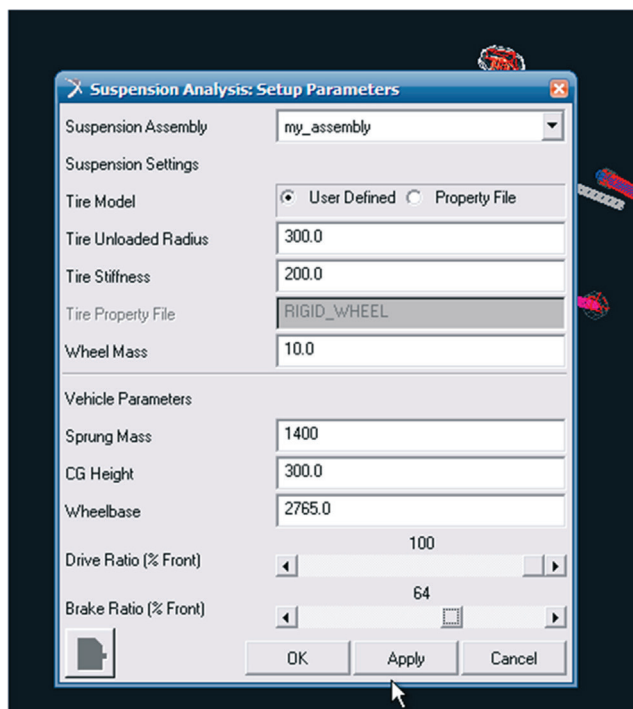 Suspension Analysis: Setup Parameters
Suspension Assembly my_assembly
Suspension Settings
Tire Model User Defined Property File
Tire Unloaded Radius 300.0
Tire Stiffness 200.0
Tire Property File RIGID_WHEEL
Wheel Mass 10.0
Vehicle Parameters
Sprung Mass 1400
CG Height 300.0
Wheelbase 2765.0
100
Drive Ratio (% Front)
64
Brake Ratio (% Front)
OK Apply Cancel